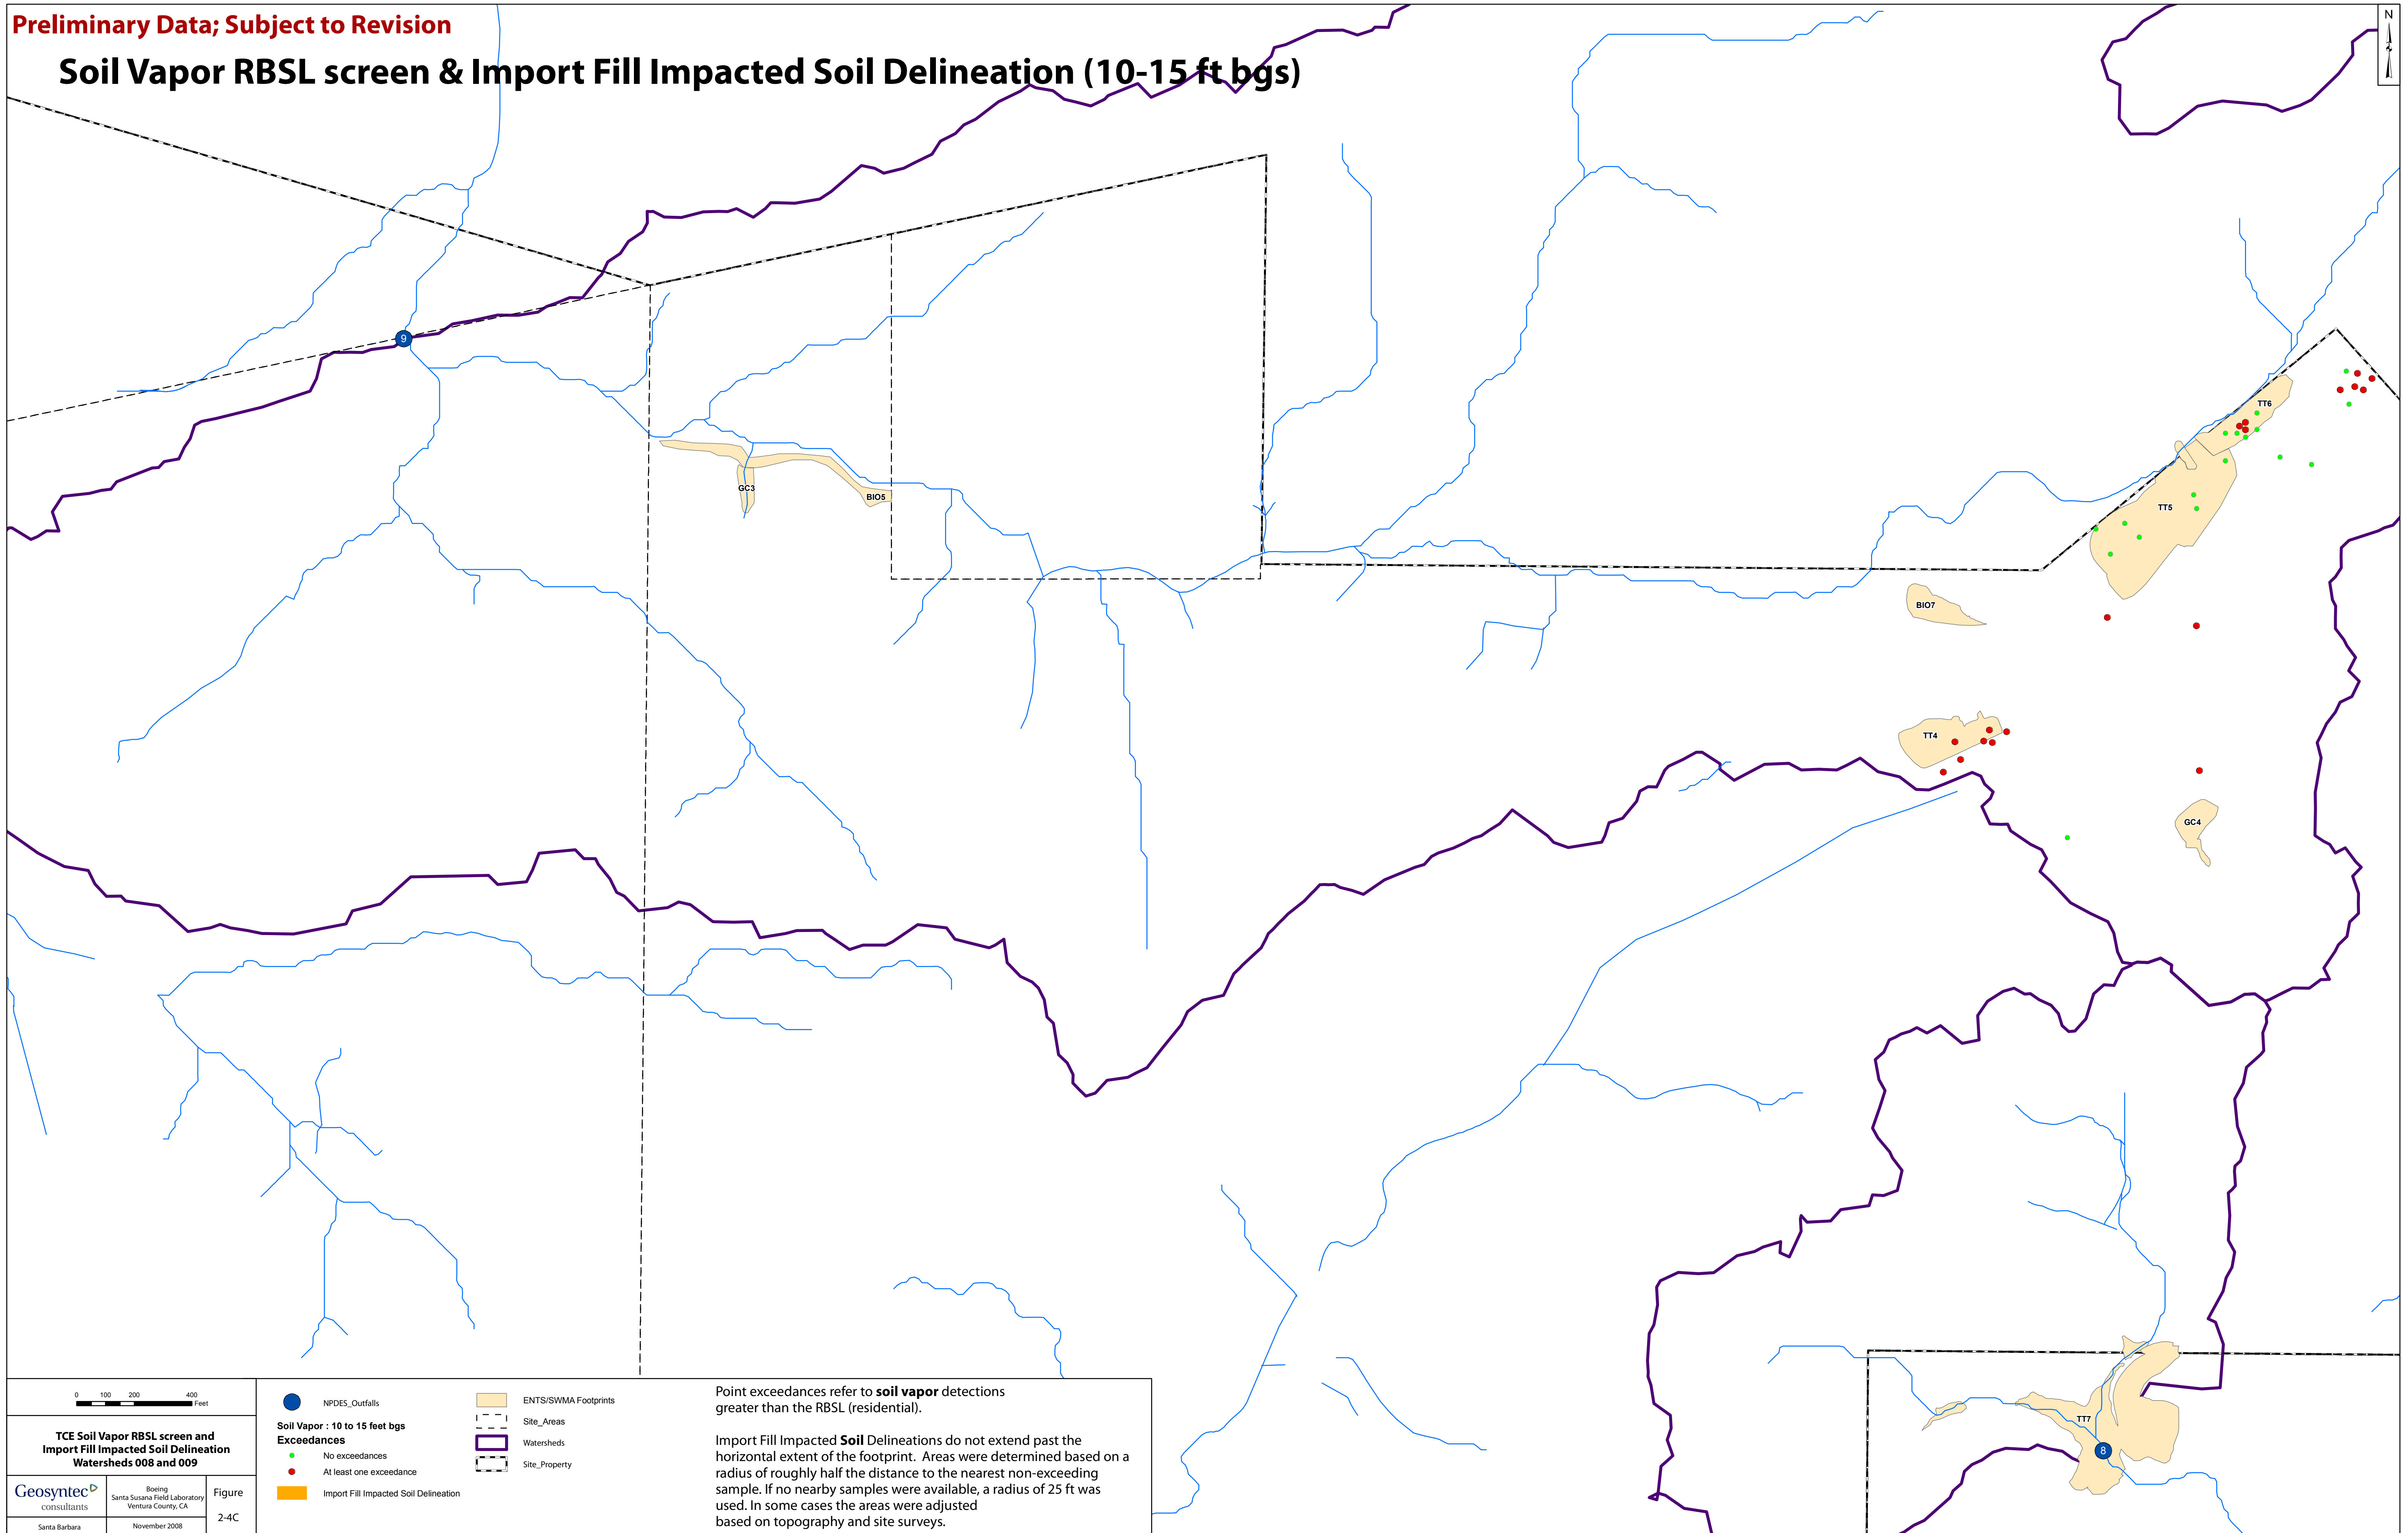 Preliminary Data; Subject to Revision
Soil Vapor RBSL screen & Import Fill Impacted Soil Delineation (10-15 ft bgs)
N
9
TT6
GC3
BIO5
TT5
BIO7
TT4
GC4
TT7
8
0 100 200 400
Feet
TCE Soil Vapor RBSL screen and
Import Fill Impacted Soil Delineation
Watersheds 008 and 009
Geosyntec
consultants
Boeing
Santa Susana Field Laboratory
Ventura County, CA
Figure
2-4C
Santa Barbara
November 2008
NPDES_Outfalls
Soil Vapor : 10 to 15 feet bgs
Exceedances
No exceedances
At least one exceedance
Import Fill Impacted Soil Delineation
ENTS/SWMA Footprints
Site_Areas
Watersheds
Site_Property
Point exceedances refer to soil vapor detections
greater than the RBSL (residential).
Import Fill Impacted Soil Delineations do not extend past the
horizontal extent of the footprint. Areas were determined based on a
radius of roughly half the distance to the nearest non-exceeding
sample. If no nearby samples were available, a radius of 25 ft was
used. In some cases the areas were adjusted
based on topography and site surveys.